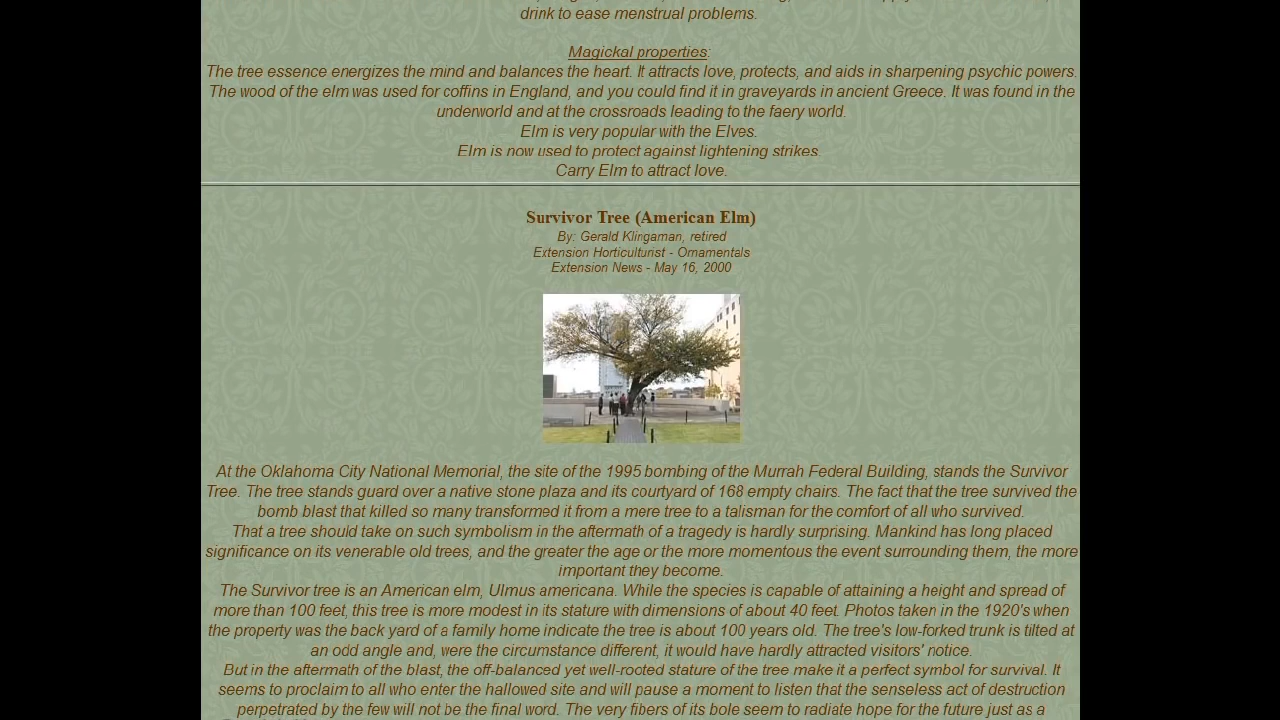 drink to ease menstrual problems.
Magickal properties:
The tree essence energizes the mind and balances the heart. It attracts love, protects, and aids in sharpening psychic powers.
The wood of the elm was used for coffins in England, and you could find it in graveyards in ancient Greece. It was found in the
underworld and at the crossroads leading to the faery world.
Elm is very popular with the Elves.
Elm is now used to protect against lightening strikes.
Carry Elm to attract love.
Survivor Tree (American Elm)
By: Gerald Klingaman, retired
Extension Horticulturist - Ornamentals
Extension News - May 16, 2000
At the Oklahoma City National Memorial, the site of the 1995 bombing of the Murrah Federal Building, stands the Survivor
Tree. The tree stands guard over a native stone plaza and its courtyard of 168 empty chairs. The fact that the tree survived the
bomb blast that killed so many transformed it from a mere tree to a talisman for the comfort of all who survived.
That a tree should take on such symbolism in the aftermath of a tragedy is hardly surprising. Mankind has long placed
significance on its venerable old trees, and the greater the age or the more momentous the event surrounding them, the more
important they become.
The Survivor tree is an American elm, Ulmus americana. While the species is capable of attaining a height and spread of
more than 100 feet, this tree is more modest in its stature with dimensions of about 40 feet. Photos taken in the 1920's when
the property was the back yard of a family home indicate the tree is about 100 years old. The tree's low-forked trunk is tilted at
an odd angle and, were the circumstance different, it would have hardly attracted visitors' notice.
But in the aftermath of the blast, the off-balanced yet well-rooted stature of the tree make it a perfect symbol for survival. It
seems to proclaim to all who enter the hallowed site and will pause a moment to listen that the senseless act of destruction
perpetrated by the few will not be the final word. The very fibers of its bole seem to radiate hope for the future just as a